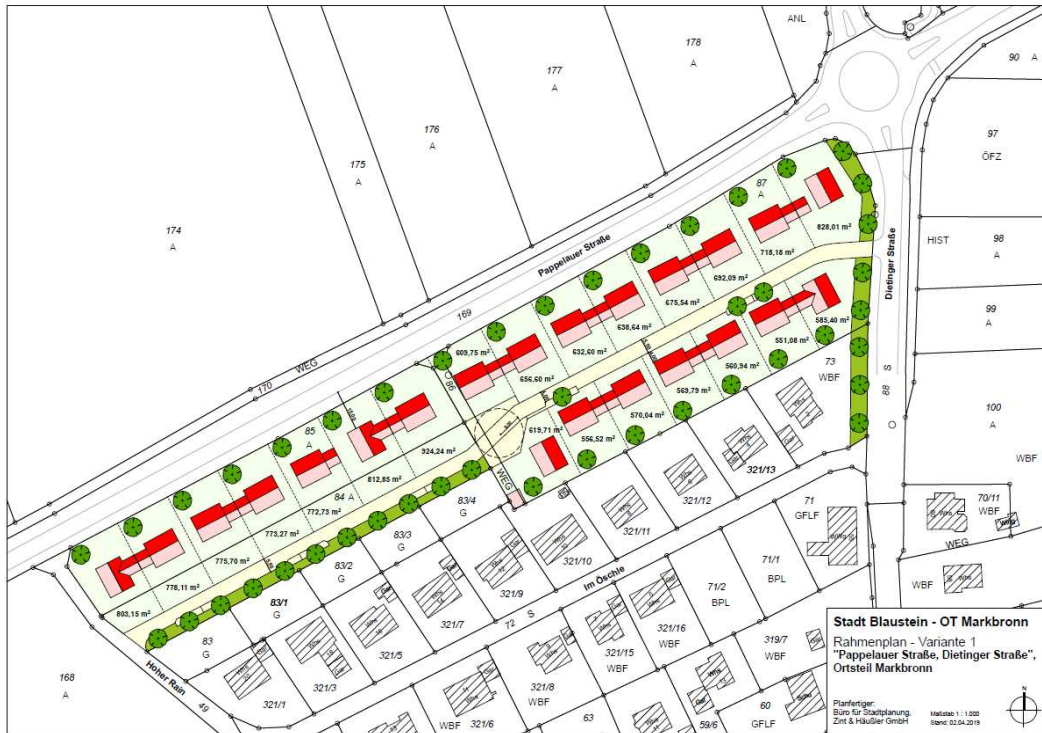 ANL
178
A
90 A
177
A
176
A
97
ÖFZ
175
A
87
A
174
A
828,01 m²
Pappelauer Straße
718,18 m²
HIST
98
A
Dietinger Straße
692,09 m²
675,54 m²
169
638,64 m²
585,40 m²
99
A
632,60 m²
551,08 m²
609,75 m²
560,94 m²
WEG
656,60 m²
73
WBF
170
86
569,79 m²
88
S
570,04 m²
619,71 m²
100
A
85
A
924,24 m²
556,52 m²
WBF
812,85 m²
WEG
321/13
84 A
772,73 m²
83/4
G
321/12
70/11
WBF
773,27 m²
71
GFLF
83/3
G
321/11
775,70 m²
WEG
83/2
G
321/10
71/1
BPL
778,11 m²
Im Öschle
83/1
321/9
WBF
803,15 m²
72
S
71/2
BPL
83
G
321/7
321/16
WBF
321/5
319/7
WBF
Hoher Rain
321/15
WBF
168
A
321/3
321/8
WBF
49
321/1
60
GFLF
WBF
321/6
63
59/6
Stadt Blaustein - OT Markbronn
Rahmenplan - Variante 1
"Pappelauer Straße, Dietinger Straße",
Ortsteil Markbronn
Planfertiger:
Büro für Stadtplanung,
Zint & Häußler GmbH
Maßstab 1 : 1.000
Stand: 02.04.2019
N